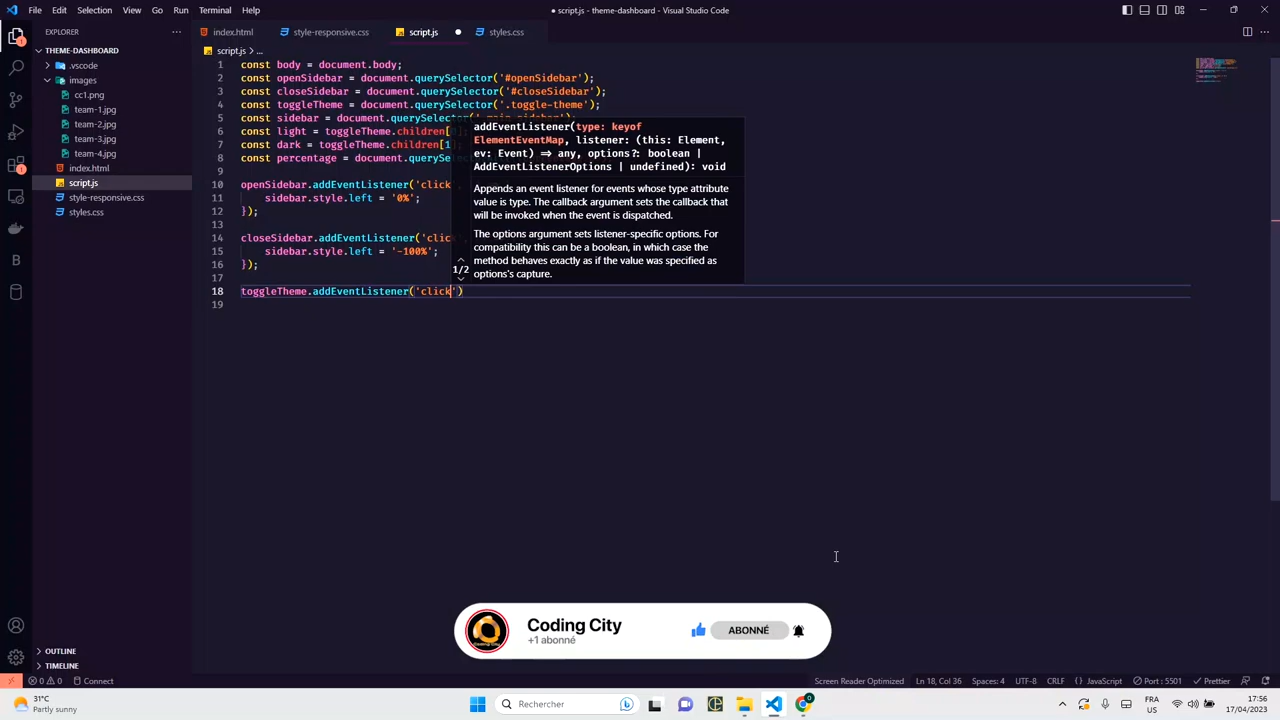 File Edit Selection View Go Run Terminal Help
● script.js - theme-dashboard - Visual Studio Code
EXPLORER
THEME-DASHBOARD
.vscode
images
cc1.png
team-1.jpg
team-2.jpg
team-3.jpg
team-4.jpg
index.html
script.js
style-responsive.css
styles.css
OUTLINE
TIMELINE
index.html style-responsive.css script.js styles.css
script.js > ...
1 const body = document.body;
2 const openSidebar = document.querySelector('#openSidebar');
3 const closeSidebar = document.querySelector('#closeSidebar');
4 const toggleTheme = document.querySelector('.toggle-theme');
5 const sidebar = document.querySelector('.main-sidebar');
6 const light = toggleTheme.children[
7 const dark = toggleTheme.children[1
8 const percentage = document.querySele
9
10 openSidebar.addEventListener('click
11 sidebar.style.left = '0%';
12 });
13
14 closeSidebar.addEventListener('clic
15 sidebar.style.left = '-100%';
16 });
17
18 toggleTheme.addEventListener('click')
19
addEventListener(type: keyof
ElementEventMap, listener: (this: Element,
ev: Event) => any, options?: boolean |
AddEventListenerOptions | undefined): void
Appends an event listener for events whose type attribute
value is type. The callback argument sets the callback that
will be invoked when the event is dispatched.
The options argument sets listener-specific options. For
compatibility this can be a boolean, in which case the
method behaves exactly as if the value was specified as
options's capture.
1/2
Coding City
+1 abonné
ABONNÉ
0 0 Connect
Screen Reader Optimized Ln 18, Col 36 Spaces: 4 UTF-8 CRLF {} JavaScript Port : 5501 Prettier
31°C
Partly sunny
Rechercher
FRA
US
17:56
17/04/2023